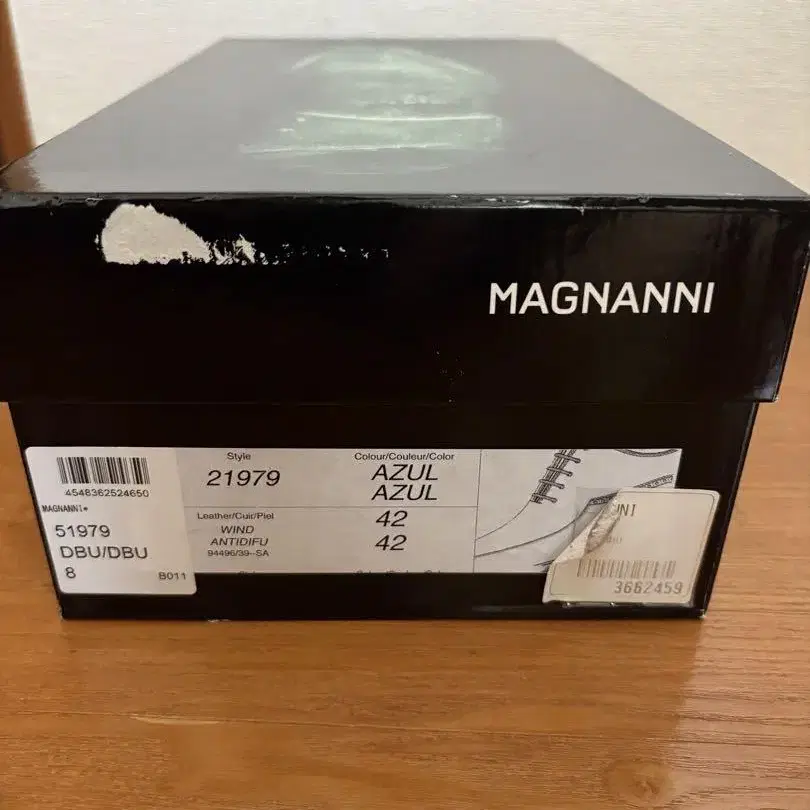 MAGNANNI
4548362524650
MAGNANNI*
51979
DBU/DBU
8
B011
Style
21979
Leather/Cuir/Piel
WIND
ANTIDIFU
94496/39--SA
Colour/Couleur/Color
AZUL
AZUL
42
42
3662459